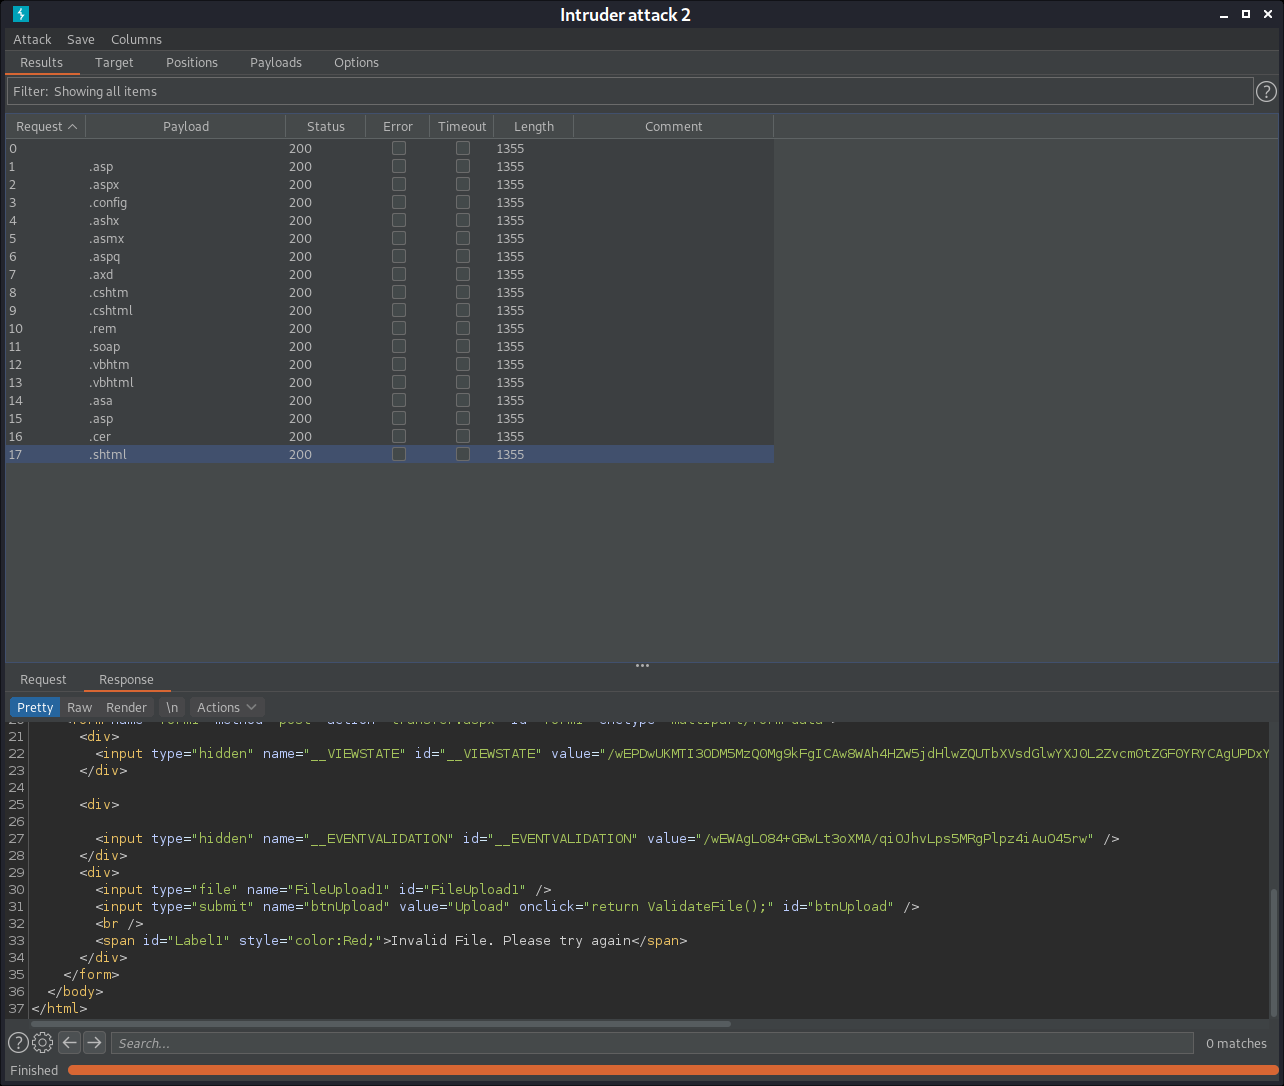 Intruder attack 2
Attack Save Columns
Results Target Positions Payloads Options
Filter: Showing all items ?
Request Payload Status Error Timeout Length Comment
0 200 1355
1 .asp 200 1355
2 .aspx 200 1355
3 .config 200 1355
4 .ashx 200 1355
5 .asmx 200 1355
6 .aspq 200 1355
7 .axd 200 1355
8 .cshtm 200 1355
9 .cshtml 200 1355
10 .rem 200 1355
11 .soap 200 1355
12 .vbhtm 200 1355
13 .vbhtml 200 1355
14 .asa 200 1355
15 .asp 200 1355
16 .cer 200 1355
17 .shtml 200 1355
Request Response
Pretty Raw Render \n Actions
21 <div>
22 <input type="hidden" name="__VIEWSTATE" id="__VIEWSTATE" value="/wEPDwUKMTI3ODM5MzQ0Mg9kFgICAw8WAh4HZW5jdHlwZQUTbXVsdGlwYXJ0L2Zvcm0tZGF0YRYCAgUPDxY
23 </div>
24
25 <div>
26
27 <input type="hidden" name="__EVENTVALIDATION" id="__EVENTVALIDATION" value="/wEWAgLO84+GBwLt3oXMA/qiOJhvLps5MRgPlpz4iAuO45rw" />
28 </div>
29 <div>
30 <input type="file" name="FileUpload1" id="FileUpload1" />
31 <input type="submit" name="btnUpload" value="Upload" onclick="return ValidateFile();" id="btnUpload" />
32 <br />
33 <span id="Label1" style="color:Red;">Invalid File. Please try again</span>
34 </div>
35 </form>
36 </body>
37 </html>
? Search... 0 matches
Finished